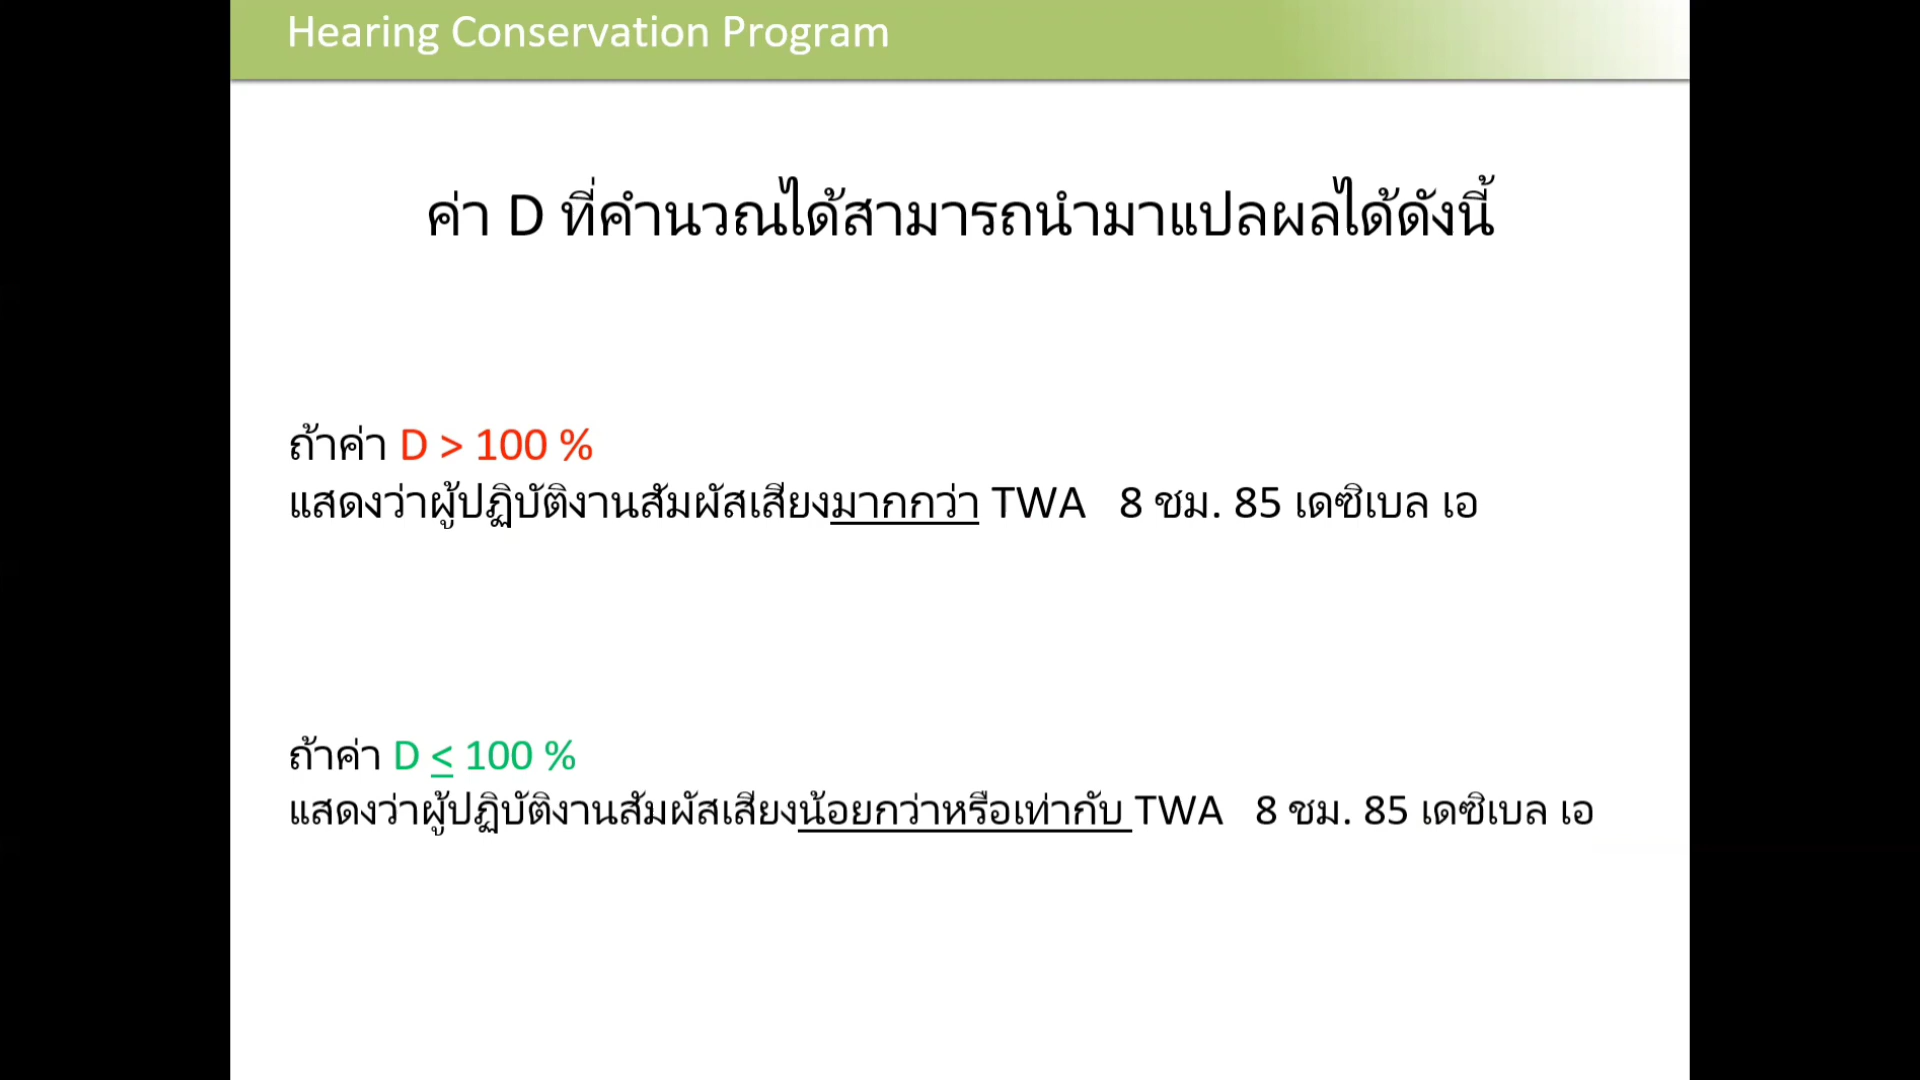 Hearing Conservation Program
ค่า D ที่คำนวณได้สามารถนำมาแปลผลได้ดังนี้
ถ้าค่า D > 100 %
แสดงว่าผู้ปฏิบัติงานสัมผัสเสียงมากกว่า TWA 8 ชม. 85 เดซิเบล เอ
ถ้าค่า D ≤ 100 %
แสดงว่าผู้ปฏิบัติงานสัมผัสเสียงน้อยกว่าหรือเท่ากับ TWA 8 ชม. 85 เดซิเบล เอ